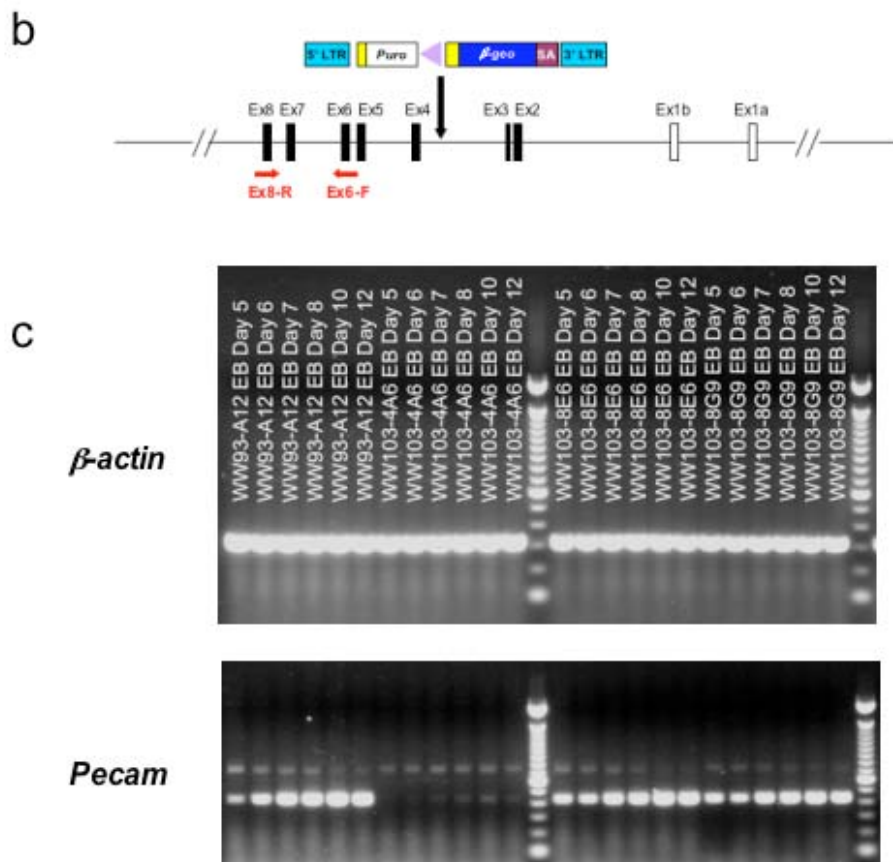 b
5' LTR Puro β-geo SA 3' LTR
Ex8 Ex7 Ex6 Ex5 Ex4 Ex3 Ex2 Ex1b Ex1a
Ex8-R Ex6-F
c
WW93-A12 EB Day 5
WW93-A12 EB Day 6
WW93-A12 EB Day 7
WW93-A12 EB Day 8
WW93-A12 EB Day 10
WW93-A12 EB Day 12
WW103-4A6 EB Day 5
WW103-4A6 EB Day 6
WW103-4A6 EB Day 7
WW103-4A6 EB Day 8
WW103-4A6 EB Day 10
WW103-4A6 EB Day 12
WW103-8E6 EB Day 5
WW103-8E6 EB Day 6
WW103-8E6 EB Day 7
WW103-8E6 EB Day 8
WW103-8E6 EB Day 10
WW103-8E6 EB Day 12
WW103-8G9 EB Day 5
WW103-8G9 EB Day 6
WW103-8G9 EB Day 7
WW103-8G9 EB Day 8
WW103-8G9 EB Day 10
WW103-8G9 EB Day 12
β-actin
Pecam